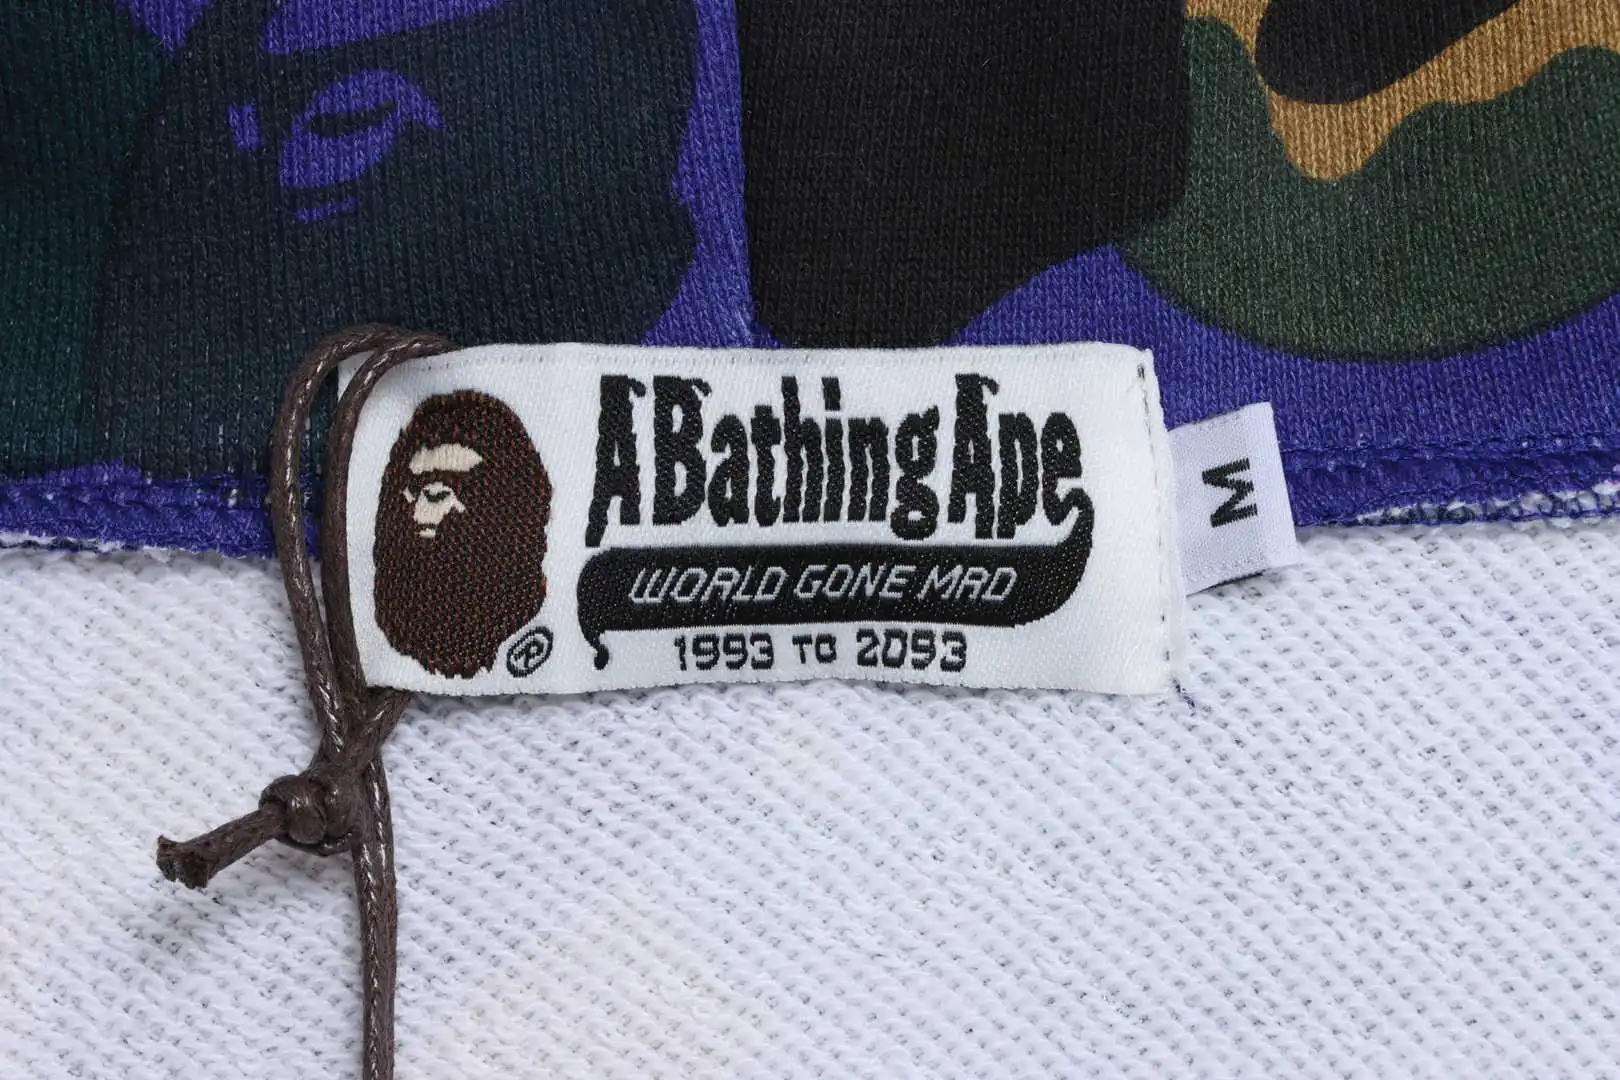 A Bathing Ape
WORLD GONE MAD
1993 TO 2093
®
M